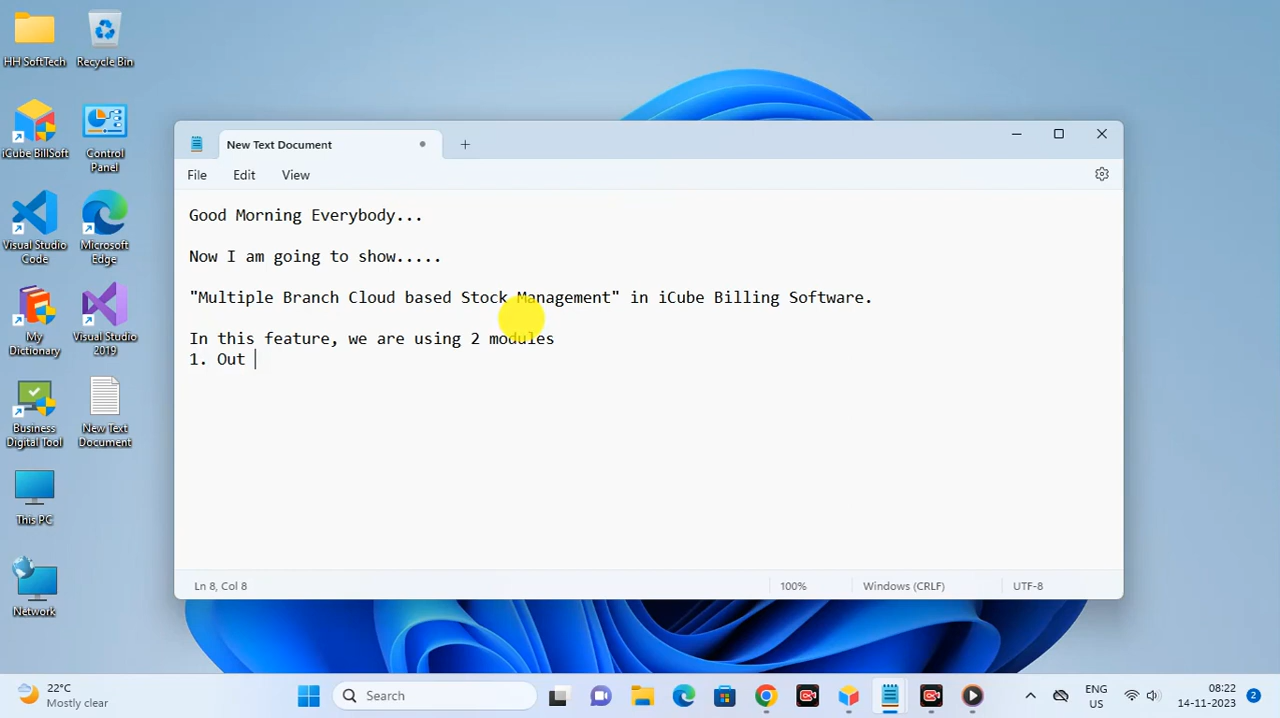 HH SoftTech
Recycle Bin
iCube BillSoft
Control
Panel
Visual Studio
Code
Microsoft
Edge
My
Dictionary
Visual Studio
2019
Business
Digital Tool
New Text
Document
This PC
Network
New Text Document
File Edit View
Good Morning Everybody...
Now I am going to show.....
"Multiple Branch Cloud based Stock Management" in iCube Billing Software.
In this feature, we are using 2 modules
1. Out
Ln 8, Col 8 100% Windows (CRLF) UTF-8
22°C
Mostly clear
Search
ENG
US
08:22
14-11-2023
2